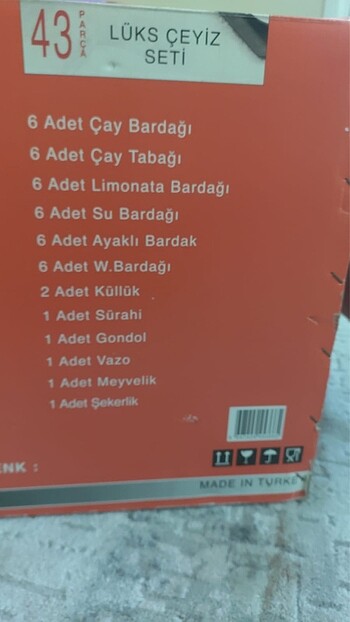 43 PARÇA
LÜKS ÇEYİZ
SETİ
6 Adet Çay Bardağı
6 Adet Çay Tabağı
6 Adet Limonata Bardağı
6 Adet Su Bardağı
6 Adet Ayaklı Bardak
6 Adet W.Bardağı
2 Adet Küllük
1 Adet Sürahi
1 Adet Gondol
1 Adet Vazo
1 Adet Meyvelik
1 Adet Şekerlik
ENK :
MADE IN TURKE